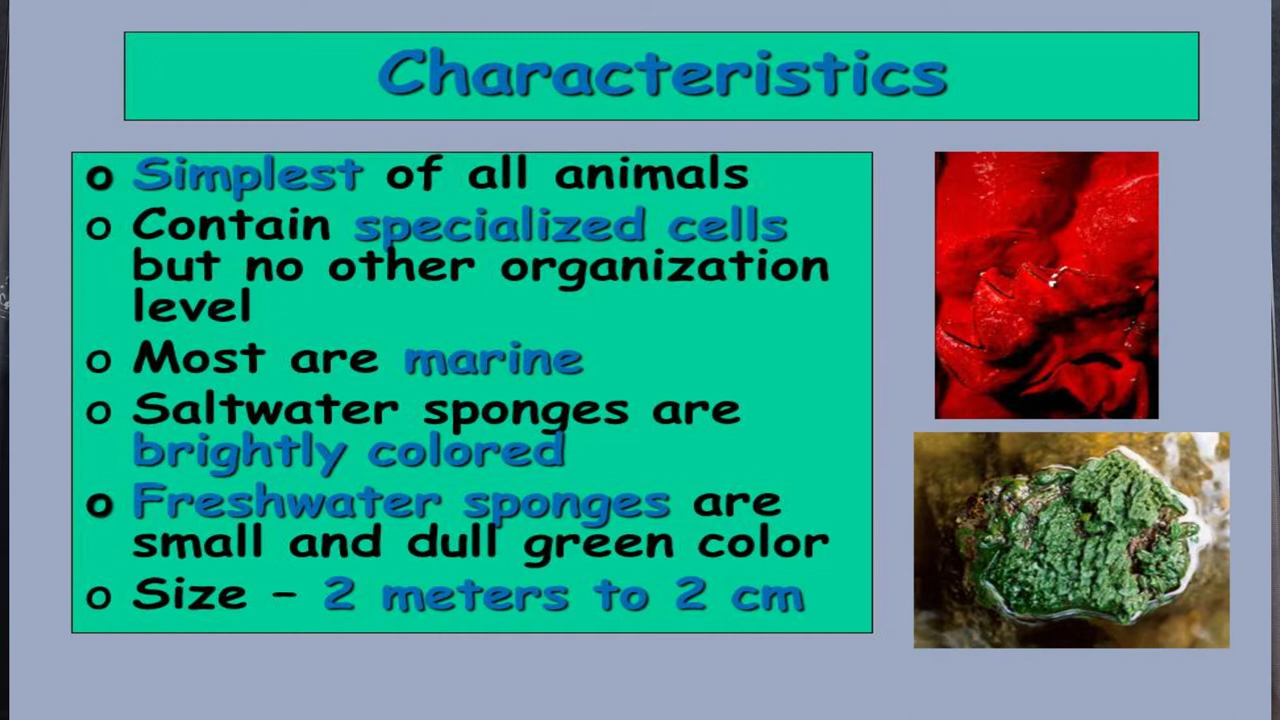 Characteristics
o Simplest of all animals
o Contain specialized cells
but no other organization
level
o Most are marine
o Saltwater sponges are
brightly colored
o Freshwater sponges are
small and dull green color
o Size – 2 meters to 2 cm